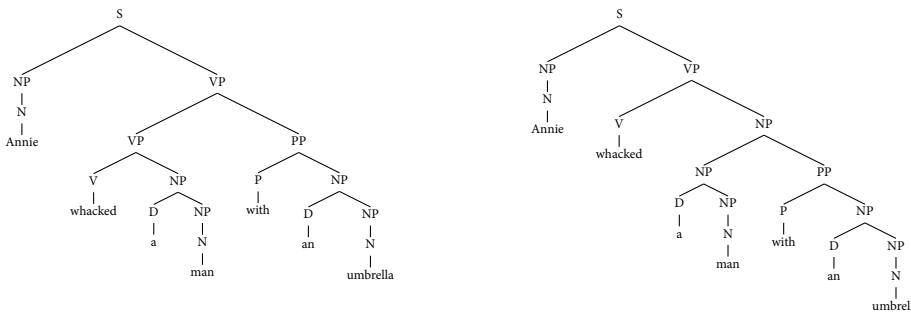 S
NP VP
N
Annie VP PP
V NP P NP
whacked D NP with D NP
a N an N
man umbrella
S
NP VP
N
Annie V NP
whacked
NP PP
D NP P NP
a N with D NP
man an N
umbrel